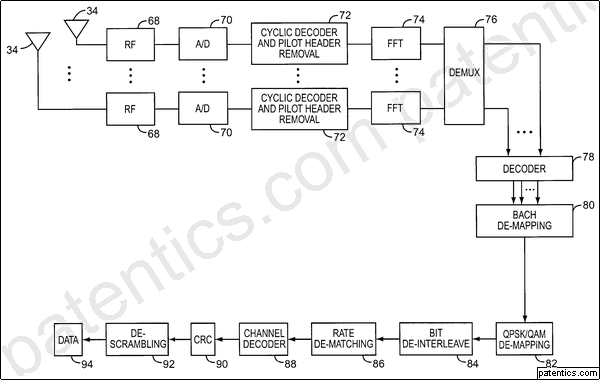 34
34
68
70
72
74
76
RF
A/D
CYCLIC DECODER
AND PILOT HEADER
REMOVAL
FFT
DEMUX
RF
A/D
CYCLIC DECODER
AND PILOT HEADER
REMOVAL
FFT
68
70
72
74
DECODER
78
BACH
DE-MAPPING
80
DATA
DE-
SCRAMBLING
CRC
CHANNEL
DECODER
RATE
DE-MATCHING
BIT
DE-INTERLEAVE
QPSK/QAM
DE-MAPPING
94
92
90
88
86
84
82
patentics.com patentics
patentics.com